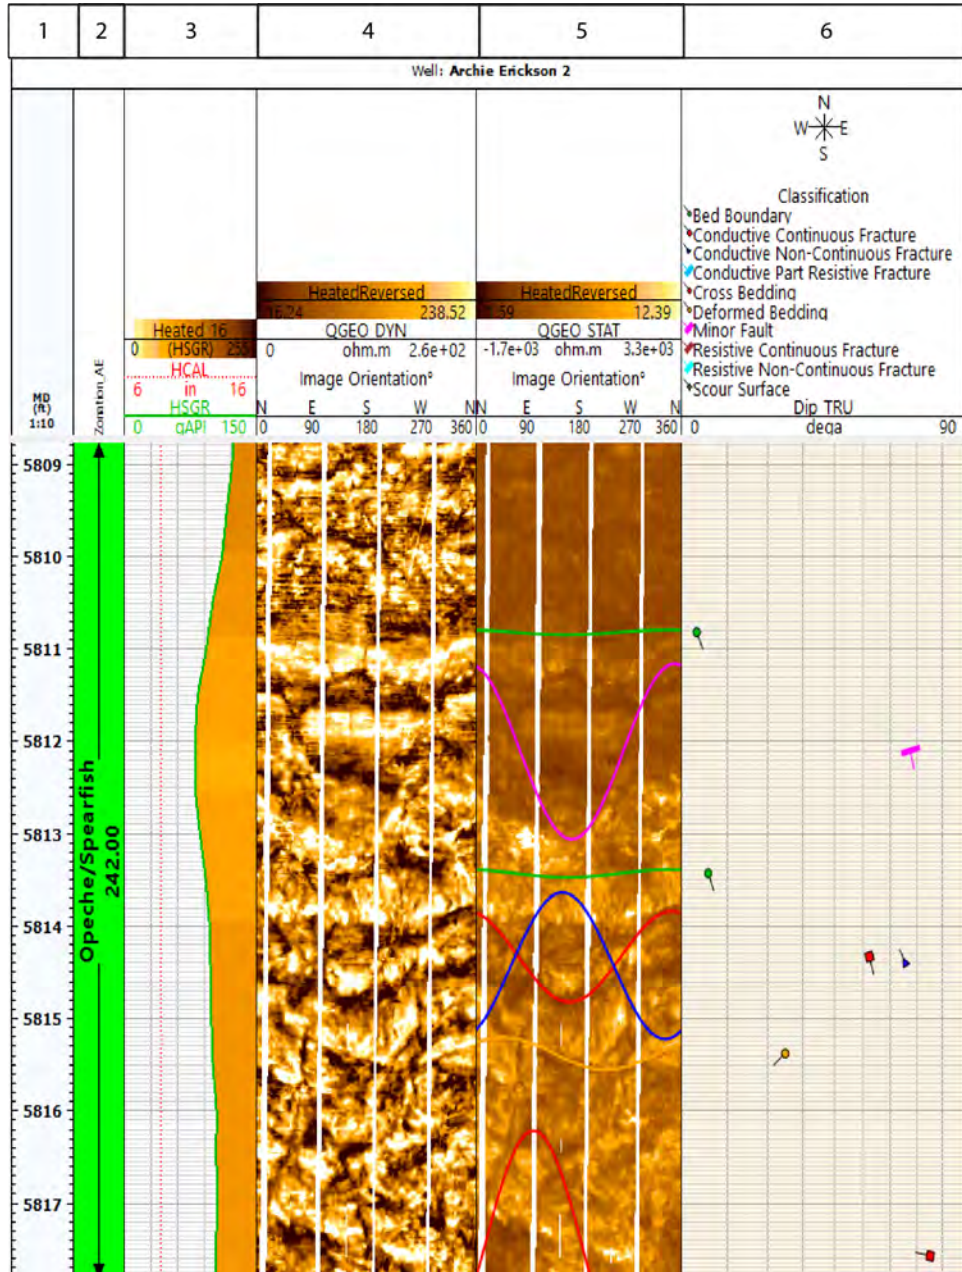 1 2 3 4 5 6
Well: Archie Erickson 2
N
W E
S
Classification
Bed Boundary
Conductive Continuous Fracture
Conductive Non-Continuous Fracture
Conductive Part Resistive Fracture
Cross Bedding
Deformed Bedding
Minor Fault
Resistive Continuous Fracture
Resistive Non-Continuous Fracture
Scour Surface
Dip TRU
0 dega 90
HeatedReversed
238.52
QGEO DYN
0 ohm.m 2.6e+02
Image Orientation°
N E S W N
0 90 180 270 360
HeatedReversed
12.39
QGEO STAT
-1.7e+03 ohm.m 3.3e+03
Image Orientation°
N E S W N
0 90 180 270 360
Heated 16
0 (HSGR) 255
HCAL
6 in 16
HSGR
0 gAPI 150
MD
(ft)
1:10
Zonation_AE
5809
5810
5811
5812
5813
5814
5815
5816
5817
Opeche/Spearfish
242.00